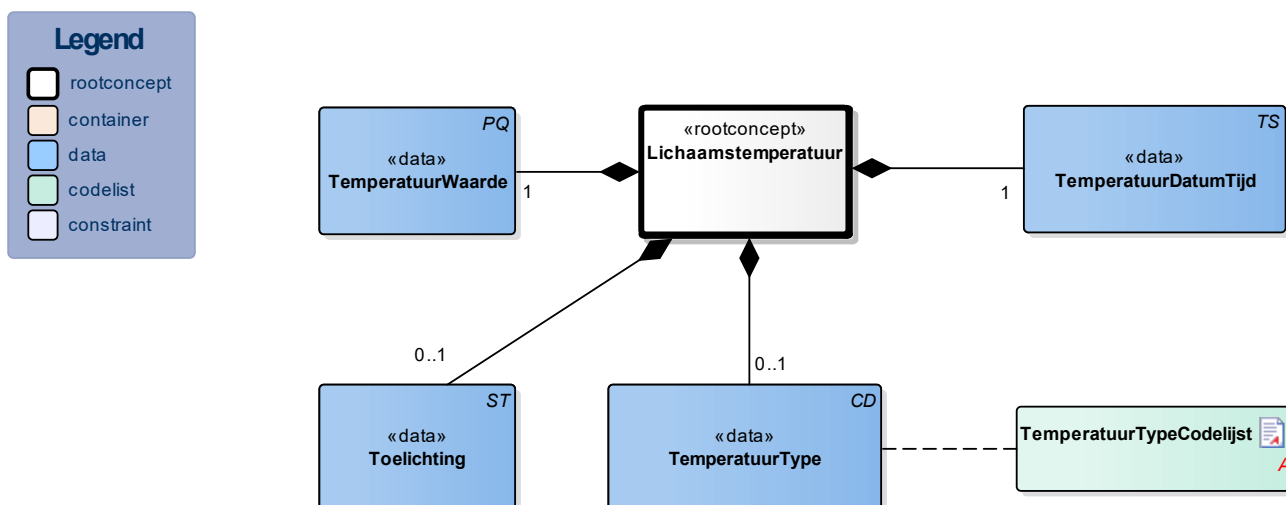 Legend
rootconcept
container
data
codelist
constraint
PQ
«data»
TemperatuurWaarde
1
«rootconcept»
Lichaamstemperatuur
TS
«data»
TemperatuurDatumTijd
1
0..1
0..1
ST
«data»
Toelichting
CD
«data»
TemperatuurType
TemperatuurTypeCodelijst
A